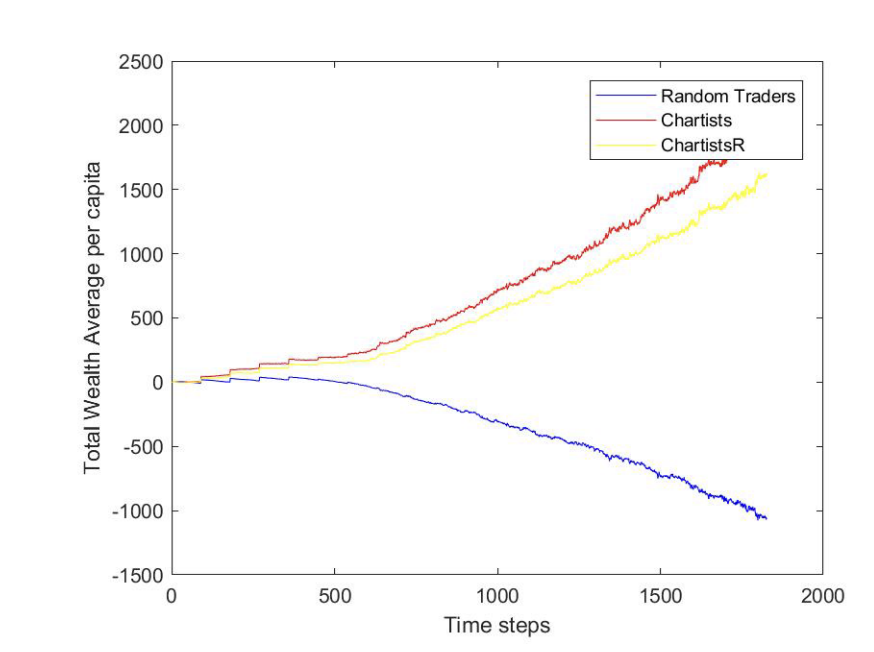 2500
2000
1500
1000
500
0
-500
-1000
-1500
0
500
1000
1500
2000
Total Wealth Average per capita
Time steps
Random Traders
Chartists
ChartistsR